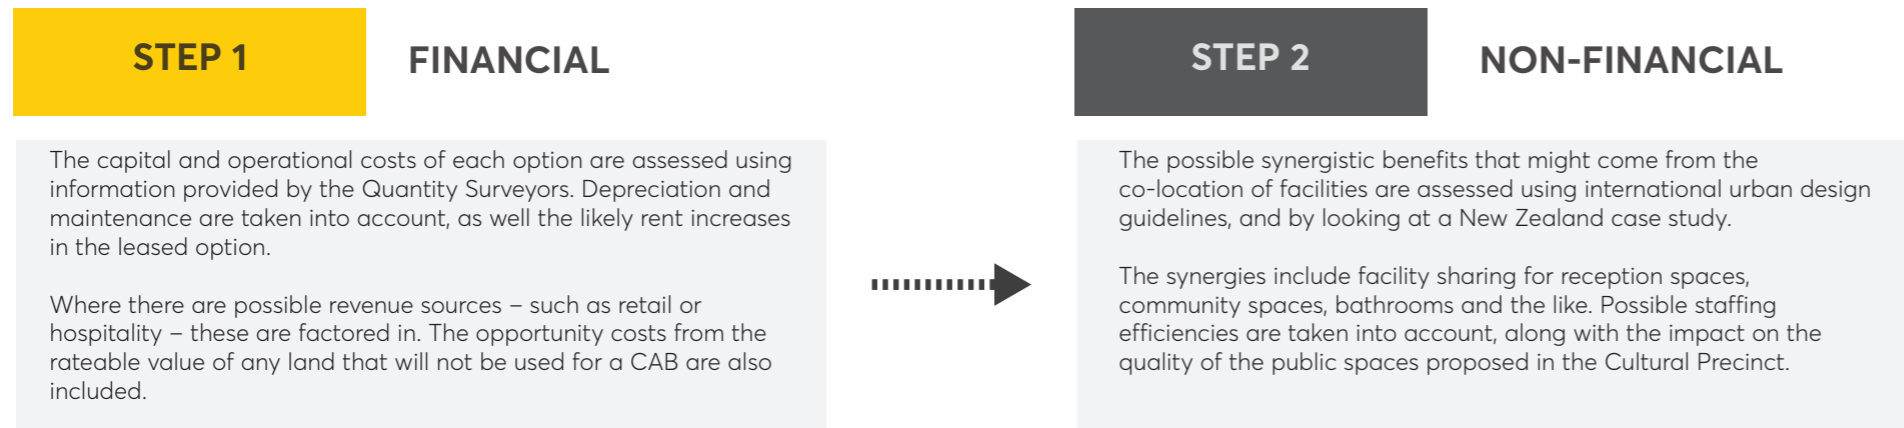 STEP 1
FINANCIAL
The capital and operational costs of each option are assessed using
information provided by the Quantity Surveyors. Depreciation and
maintenance are taken into account, as well the likely rent increases
in the leased option.
Where there are possible revenue sources – such as retail or
hospitality – these are factored in. The opportunity costs from the
rateable value of any land that will not be used for a CAB are also
included.
STEP 2
NON-FINANCIAL
The possible synergistic benefits that might come from the
co-location of facilities are assessed using international urban design
guidelines, and by looking at a New Zealand case study.
The synergies include facility sharing for reception spaces,
community spaces, bathrooms and the like. Possible staffing
efficiencies are taken into account, along with the impact on the
quality of the public spaces proposed in the Cultural Precinct.